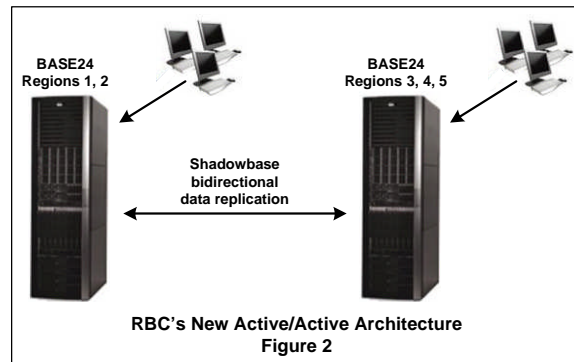 BASE24
Regions 1, 2
BASE24
Regions 3, 4, 5
Shadowbase
bidirectional
data replication
RBC's New Active/Active Architecture
Figure 2